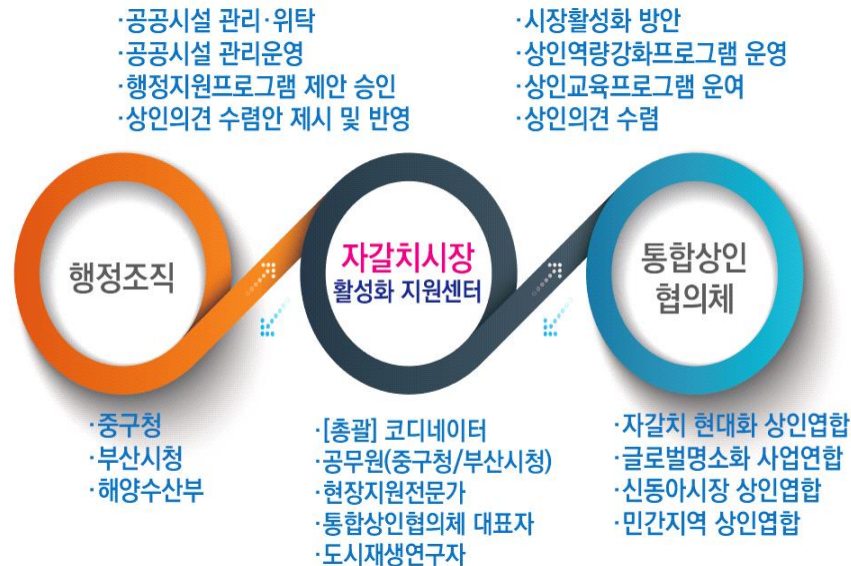 ·공공시설 관리·위탁
·공공시설 관리운영
·행정지원프로그램 제안 승인
·상인의견 수렴안 제시 및 반영
·시장활성화 방안
·상인역량강화프로그램 운영
·상인교육프로그램 운여
·상인의견 수렴
행정조직
자갈치시장
활성화 지원센터
통합상인
협의체
·중구청
·부산시청
·해양수산부
·[총괄] 코디네이터
·공무원(중구청/부산시청)
·현장지원전문가
·통합상인협의체 대표자
·도시재생연구자
·자갈치 현대화 상인엽합
·글로벌명소화 사업연합
·신동아시장 상인엽합
·민간지역 상인엽합